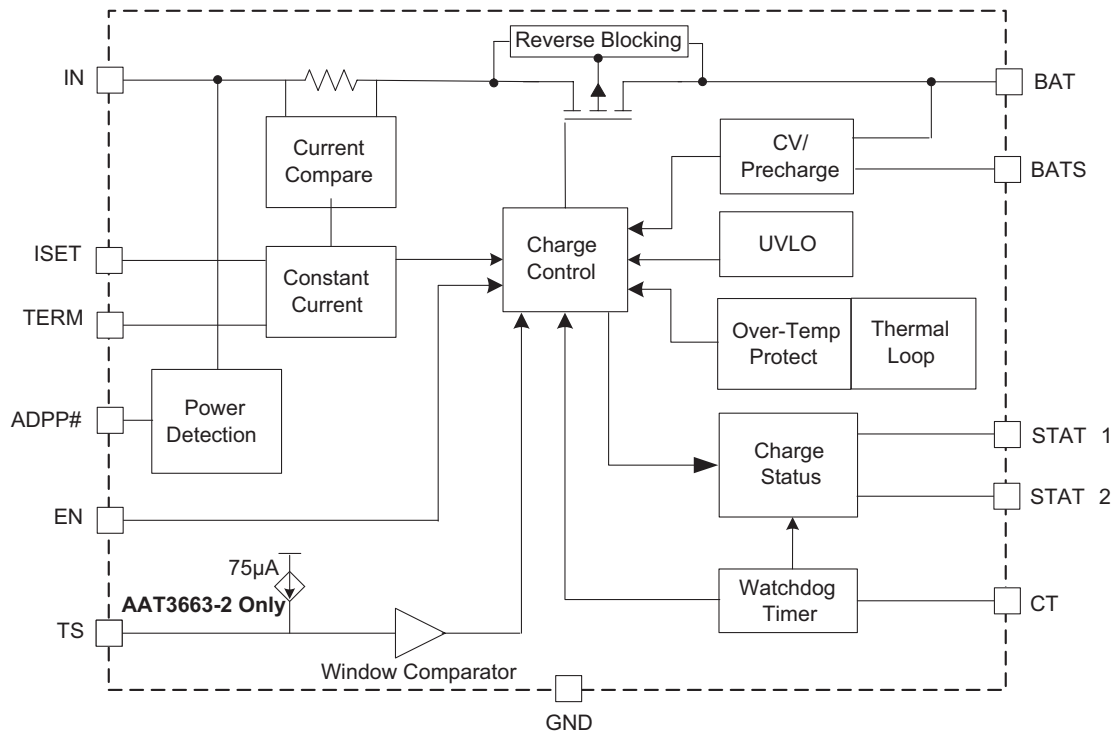 Reverse Blocking
IN
BAT
Current
Compare
CV/
Precharge
BATS
ISET
Constant
Current
Charge
Control
UVLO
TERM
Over-Temp
Protect
Thermal
Loop
ADPP#
Power
Detection
Charge
Status
STAT 1
STAT 2
EN
75µA
AAT3663-2 Only
TS
Window Comparator
Watchdog
Timer
CT
GND